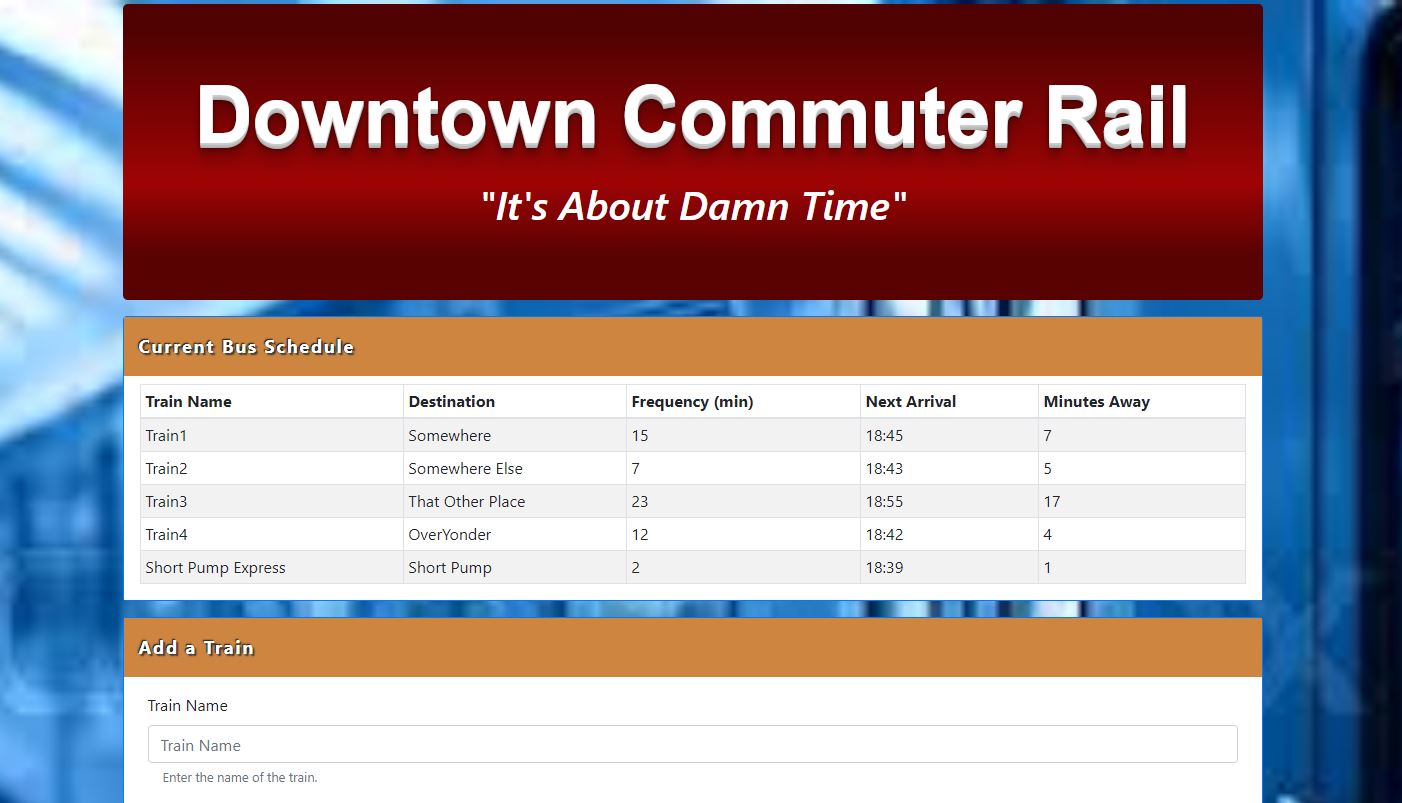 Downtown Commuter Rail
"It's About Damn Time"
Current Bus Schedule
Train Name Destination Frequency (min) Next Arrival Minutes Away
Train1 Somewhere 15 18:45 7
Train2 Somewhere Else 7 18:43 5
Train3 That Other Place 23 18:55 17
Train4 OverYonder 12 18:42 4
Short Pump Express Short Pump 2 18:39 1
Add a Train
Train Name
Train Name
Enter the name of the train.